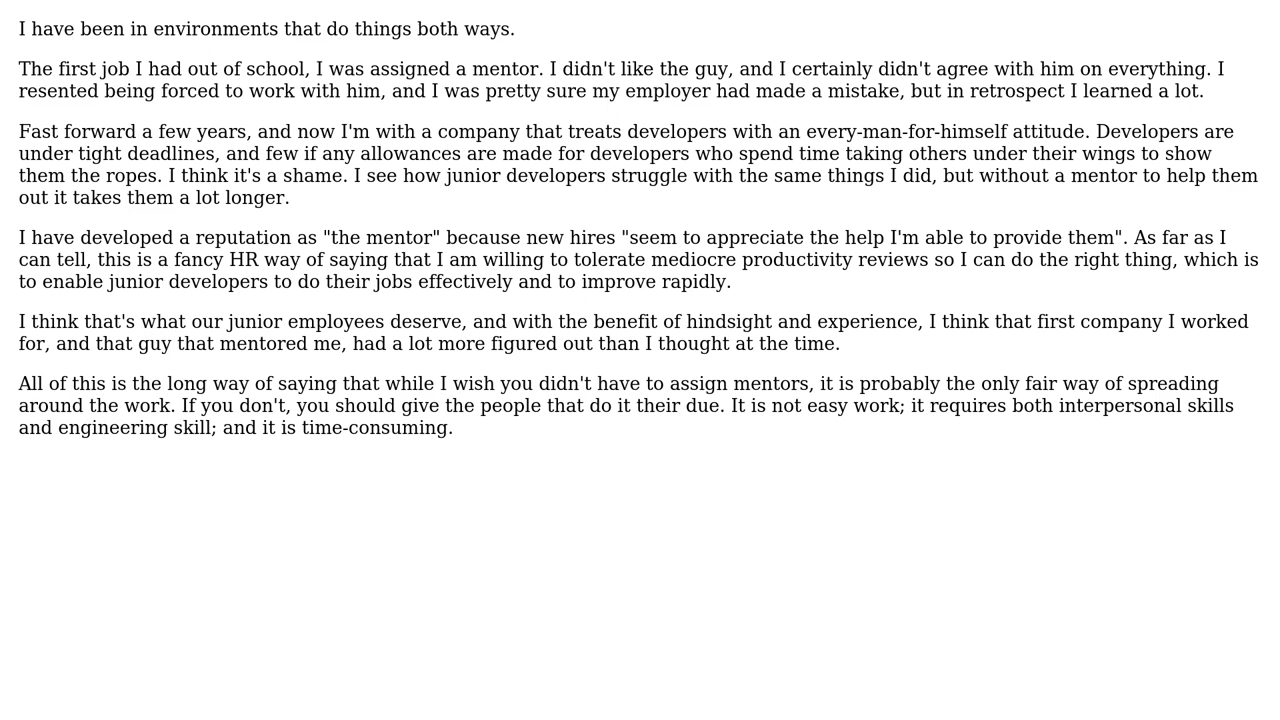 I have been in environments that do things both ways.
The first job I had out of school, I was assigned a mentor. I didn't like the guy, and I certainly didn't agree with him on everything. I
resented being forced to work with him, and I was pretty sure my employer had made a mistake, but in retrospect I learned a lot.
Fast forward a few years, and now I'm with a company that treats developers with an every-man-for-himself attitude. Developers are
under tight deadlines, and few if any allowances are made for developers who spend time taking others under their wings to show
them the ropes. I think it's a shame. I see how junior developers struggle with the same things I did, but without a mentor to help them
out it takes them a lot longer.
I have developed a reputation as "the mentor" because new hires "seem to appreciate the help I'm able to provide them". As far as I
can tell, this is a fancy HR way of saying that I am willing to tolerate mediocre productivity reviews so I can do the right thing, which is
to enable junior developers to do their jobs effectively and to improve rapidly.
I think that's what our junior employees deserve, and with the benefit of hindsight and experience, I think that first company I worked
for, and that guy that mentored me, had a lot more figured out than I thought at the time.
All of this is the long way of saying that while I wish you didn't have to assign mentors, it is probably the only fair way of spreading
around the work. If you don't, you should give the people that do it their due. It is not easy work; it requires both interpersonal skills
and engineering skill; and it is time-consuming.